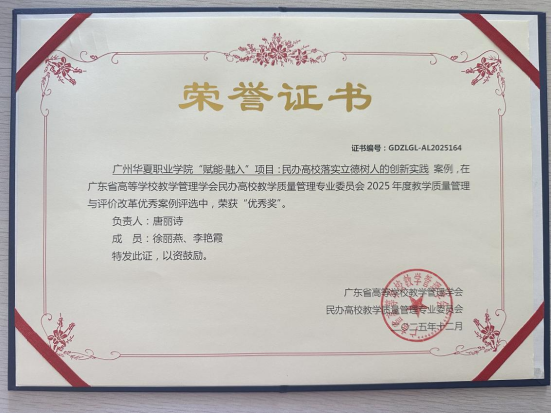 荣誉证书
证书编号：GDZLGL-AL2025164
广州华夏职业学院“赋能·融入”项目：民办高校落实立德树人的创新实践 案例，在
广东省高等学校教学管理学会民办高校教学质量管理专业委员会 2025 年度教学质量管理
与评价改革优秀案例评选中，荣获“优秀奖”。
负责人：唐丽诗
成　员：徐丽燕、李艳霞
特发此证，以资鼓励。
广东省高等学校教学管理学会
民办高校教学质量管理专业委员会
二〇二五年十二月